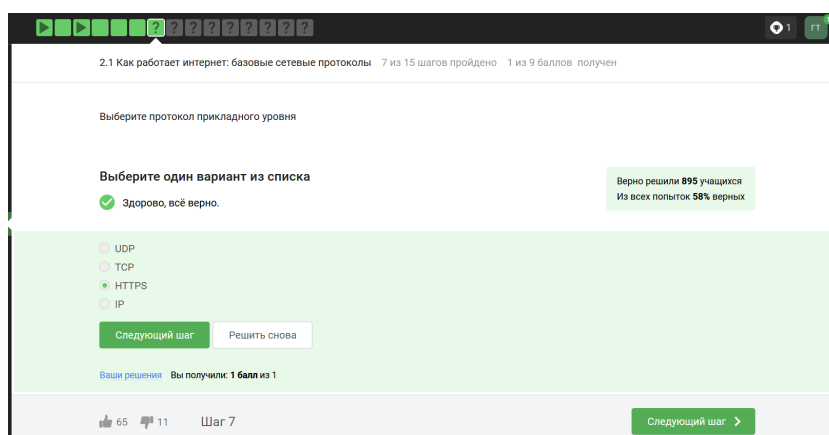 ? ? ? ? ? ? ? ? ?
1 ГТ
2.1 Как работает интернет: базовые сетевые протоколы 7 из 15 шагов пройдено 1 из 9 баллов получен
Выберите протокол прикладного уровня
Выберите один вариант из списка
Здорово, всё верно.
Верно решили 895 учащихся
Из всех попыток 58% верных
UDP
TCP
HTTPS
IP
Следующий шаг Решить снова
Ваши решения Вы получили: 1 балл из 1
65 11 Шаг 7 Следующий шаг